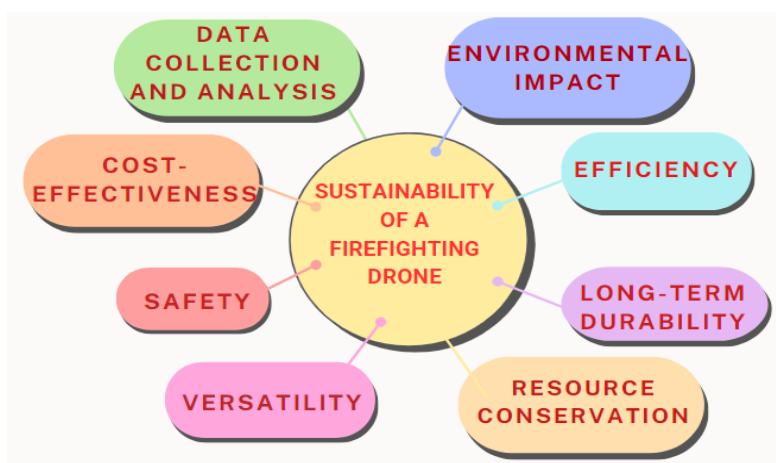 DATA
COLLECTION
AND ANALYSIS
ENVIRONMENTAL
IMPACT
COST-
EFFECTIVENESS
EFFICIENCY
SUSTAINABILITY
OF A
FIREFIGHTING
DRONE
SAFETY
LONG-TERM
DURABILITY
VERSATILITY
RESOURCE
CONSERVATION